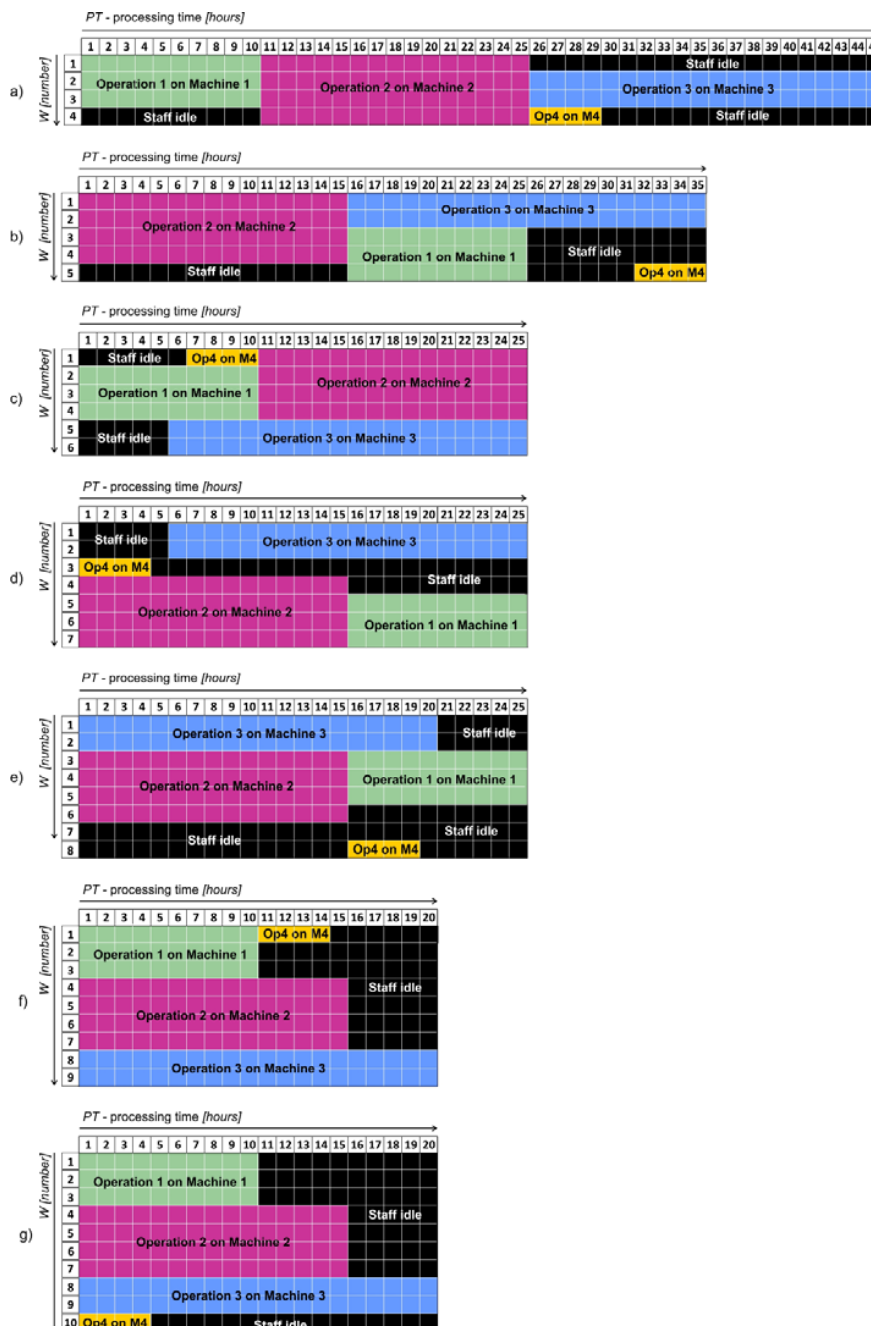 PT - processing time [hours]
1 2 3 4 5 6 7 8 9 10 11 12 13 14 15 16 17 18 19 20 21 22 23 24 25 26 27 28 29 30 31 32 33 34 35 36 37 38 39 40 41 42 43 44
1 Staff idle
2 Operation 1 on Machine 1 Operation 2 on Machine 2 Operation 3 on Machine 3
3
4 Staff idle Op4 on M4 Staff idle
a) W [number]
PT - processing time [hours]
1 2 3 4 5 6 7 8 9 10 11 12 13 14 15 16 17 18 19 20 21 22 23 24 25 26 27 28 29 30 31 32 33 34 35
1 Operation 3 on Machine 3
2 Operation 2 on Machine 2
3 Staff idle
4 Operation 1 on Machine 1
5 Staff idle Op4 on M4
b) W [number]
PT - processing time [hours]
1 2 3 4 5 6 7 8 9 10 11 12 13 14 15 16 17 18 19 20 21 22 23 24 25
1 Staff idle Op4 on M4
2 Operation 2 on Machine 2
3 Operation 1 on Machine 1
4
5 Staff idle Operation 3 on Machine 3
6
c) W [number]
PT - processing time [hours]
1 2 3 4 5 6 7 8 9 10 11 12 13 14 15 16 17 18 19 20 21 22 23 24 25
1 Staff idle Operation 3 on Machine 3
2
3 Op4 on M4
4 Staff idle
5
6 Operation 2 on Machine 2 Operation 1 on Machine 1
7
d) W [number]
PT - processing time [hours]
1 2 3 4 5 6 7 8 9 10 11 12 13 14 15 16 17 18 19 20 21 22 23 24 25
1 Operation 3 on Machine 3 Staff idle
2
3
4 Operation 2 on Machine 2 Operation 1 on Machine 1
5
6
7 Staff idle Staff idle
8 Op4 on M4
e) W [number]
PT - processing time [hours]
1 2 3 4 5 6 7 8 9 10 11 12 13 14 15 16 17 18 19 20
1 Op4 on M4
2 Operation 1 on Machine 1
3
4 Staff idle
5
6 Operation 2 on Machine 2
7
8 Operation 3 on Machine 3
9
f) W [number]
PT - processing time [hours]
1 2 3 4 5 6 7 8 9 10 11 12 13 14 15 16 17 18 19 20
1
2 Operation 1 on Machine 1
3
4 Staff idle
5
6 Operation 2 on Machine 2
7
8 Operation 3 on Machine 3
9
10 Op4 on M4 Staff idle
g) W [number]